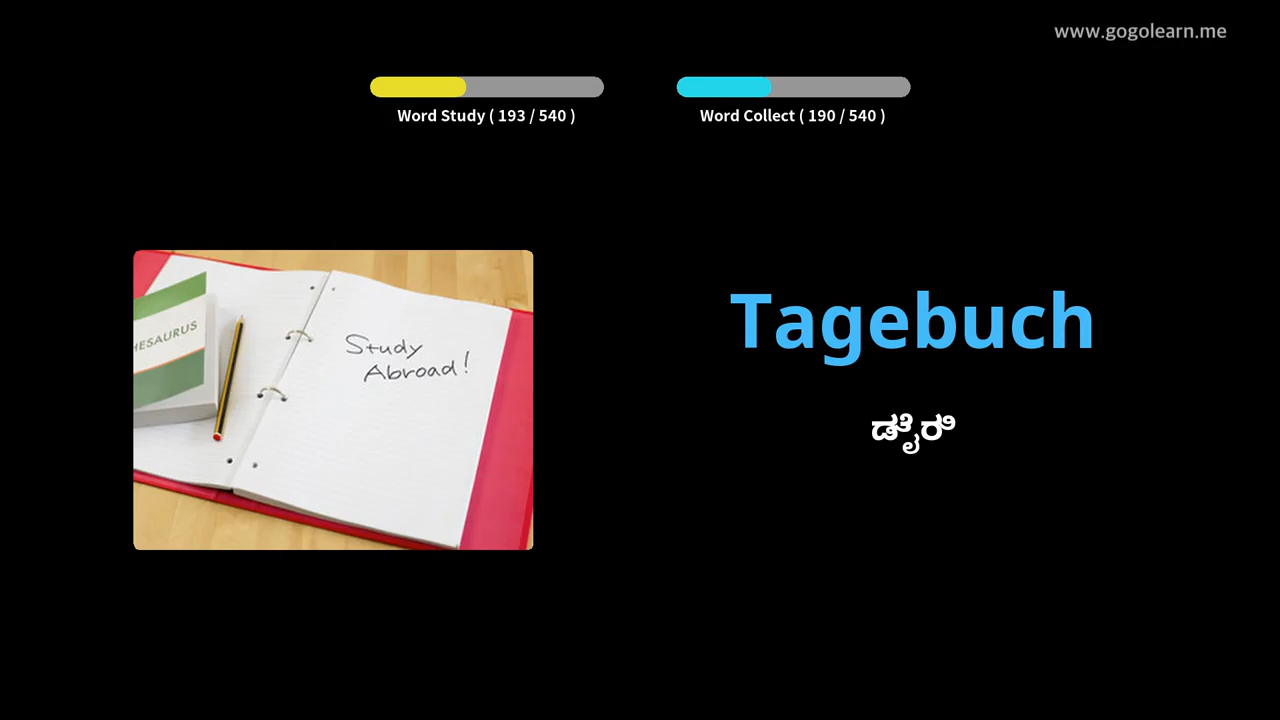 www.gogolearn.me
Word Study ( 193 / 540 )
Word Collect ( 190 / 540 )
HESAURUS
Study
Abroad!
Tagebuch
ಡೈರಿ